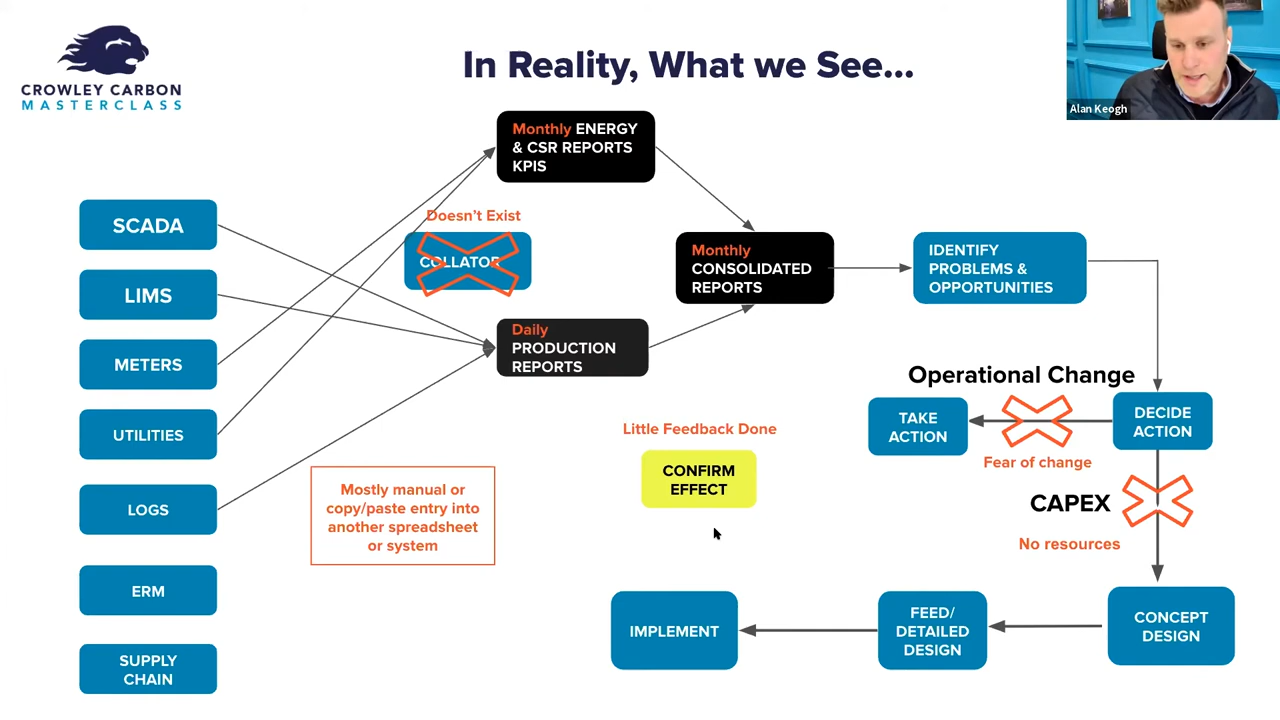 CROWLEY CARBON
MASTERCLASS
In Reality, What we See...
Alan Keogh
Monthly ENERGY
& CSR REPORTS
KPIS
SCADA
LIMS
METERS
UTILITIES
LOGS
ERM
SUPPLY
CHAIN
Doesn't Exist
COLLATOR
Daily
PRODUCTION
REPORTS
Monthly
CONSOLIDATED
REPORTS
IDENTIFY
PROBLEMS &
OPPORTUNITIES
Operational Change
TAKE
ACTION
DECIDE
ACTION
Fear of change
CAPEX
No resources
Little Feedback Done
CONFIRM
EFFECT
Mostly manual or
copy/paste entry into
another spreadsheet
or system
IMPLEMENT
FEED/
DETAILED
DESIGN
CONCEPT
DESIGN